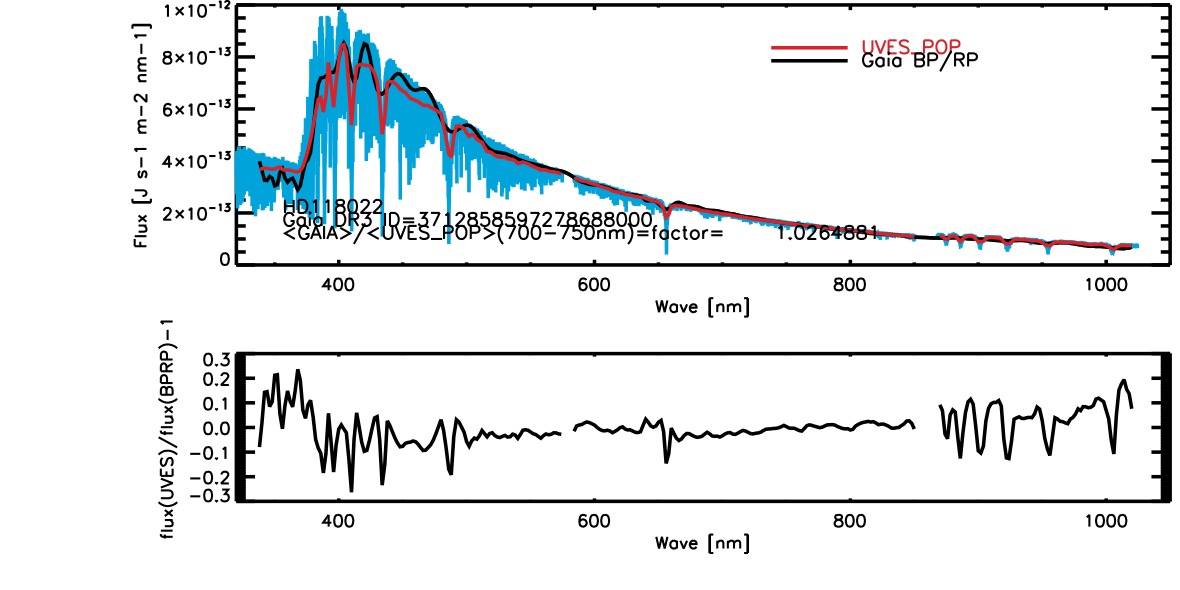 1×10⁻¹²
8×10⁻¹³
6×10⁻¹³
4×10⁻¹³
2×10⁻¹³
0
Flux [J s-1 m-2 nm-1]
UVES_POP
Gaia BP/RP
HD118022
Gaia DR3 ID=3712858597278688000
<GAIA>/<UVES_POP>(700-750nm)=factor= 1.0264881
400 600 800 1000
Wave [nm]
0.3
0.2
0.1
0.0
-0.1
-0.2
-0.3
flux(UVES)/flux(BPRP)-1
400 600 800 1000
Wave [nm]